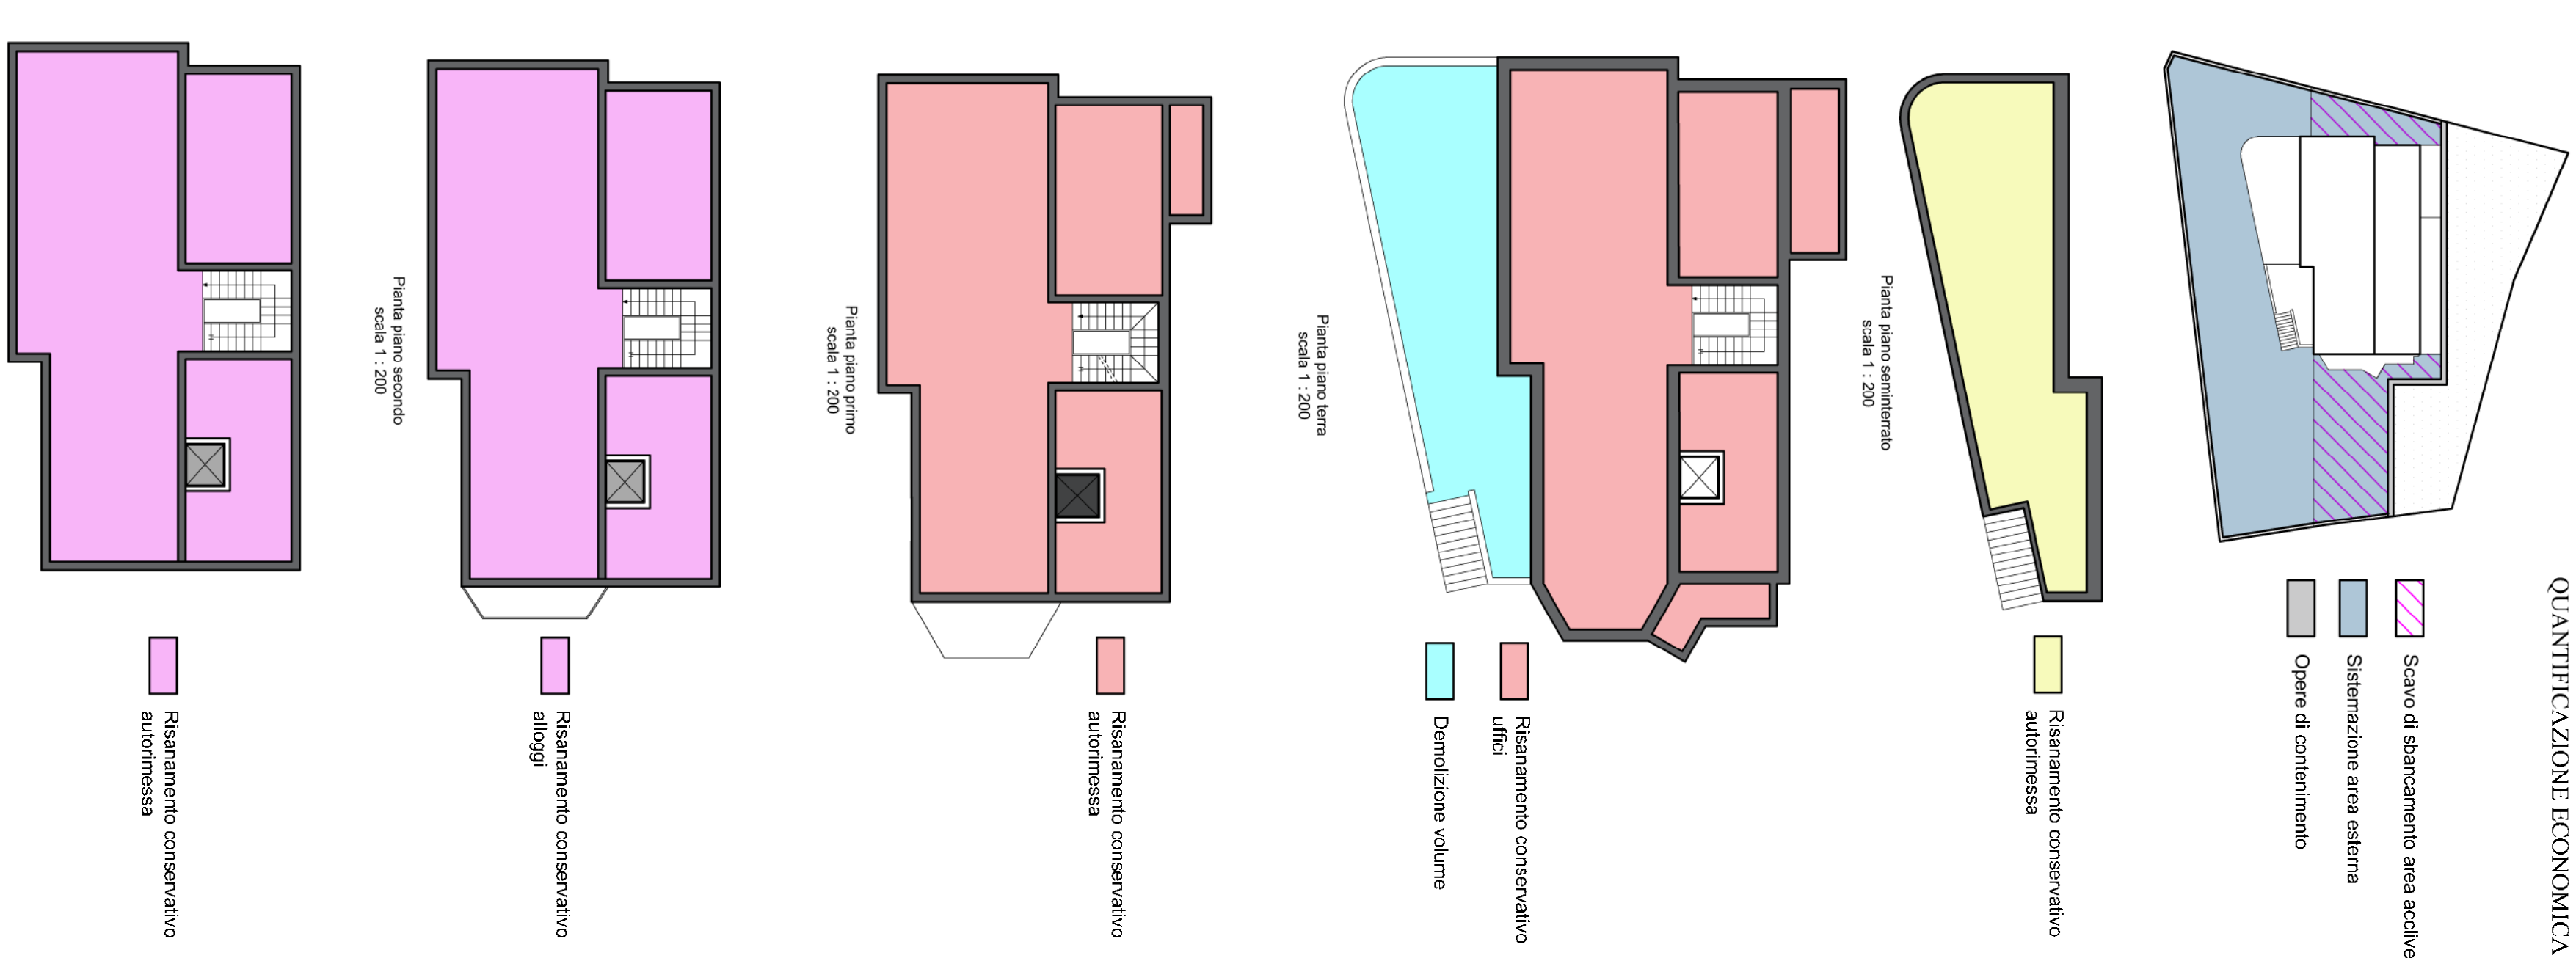 QUANTIFICAZIONE ECONOMICA
Scavo di sbancamento area acclive
Sistemazione area esterna
Opere di contenimento
Risanamento conservativo
autorimessa
Pianta piano seminterrato
scala 1 : 200
Risanamento conservativo
uffici
Demolizione volume
Pianta piano terra
scala 1 : 200
Risanamento conservativo
autorimessa
Pianta piano primo
scala 1 : 200
Risanamento conservativo
alloggi
Pianta piano secondo
scala 1 : 200
Risanamento conservativo
autorimessa